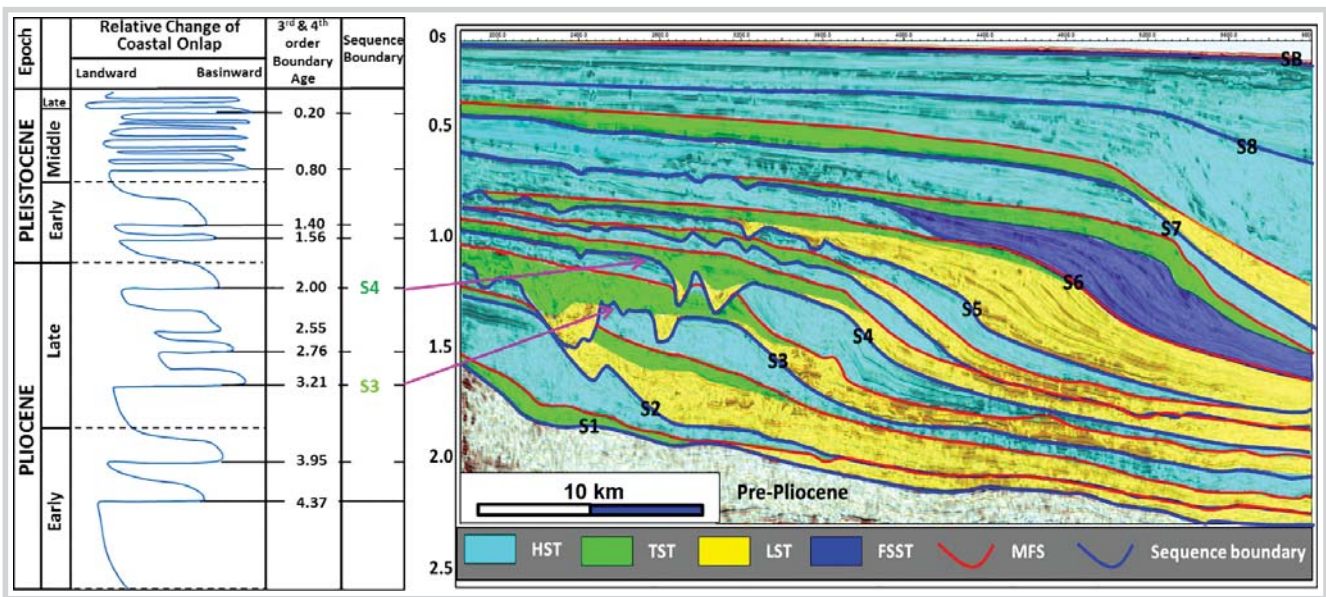 Epoch
Relative Change of
Coastal Onlap
Landward
Basinward
3rd & 4th
order
Boundary
Age
Sequence
Boundary
PLEISTOCENE
Late
Middle
Early
PLIOCENE
Late
Early
0.20
0.80
1.40
1.56
2.00
2.55
2.76
3.21
3.95
4.37
S4
S3
0s
0.5
1.0
1.5
2.0
2.5
SB
S8
S7
S6
S5
S4
S3
S2
S1
10 km
Pre-Pliocene
HST
TST
LST
FSST
MFS
Sequence boundary